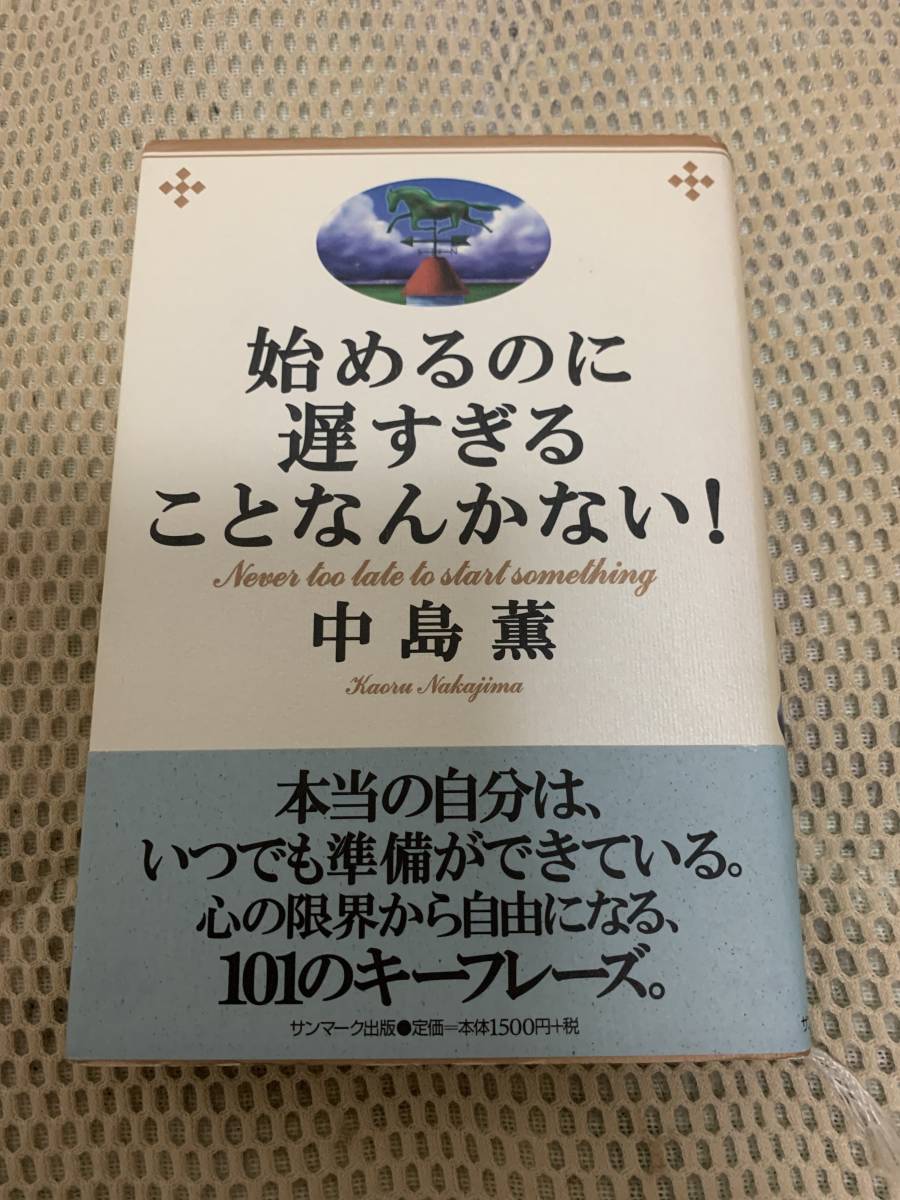 始めるのに
遅すぎる
ことなんかない!
Never too late to start something
中島薫
Kaoru Nakajima
本当の自分は、
いつでも準備ができている。
心の限界から自由になる、
101のキーフレーズ。
サンマーク出版●定価=本体1500円+税